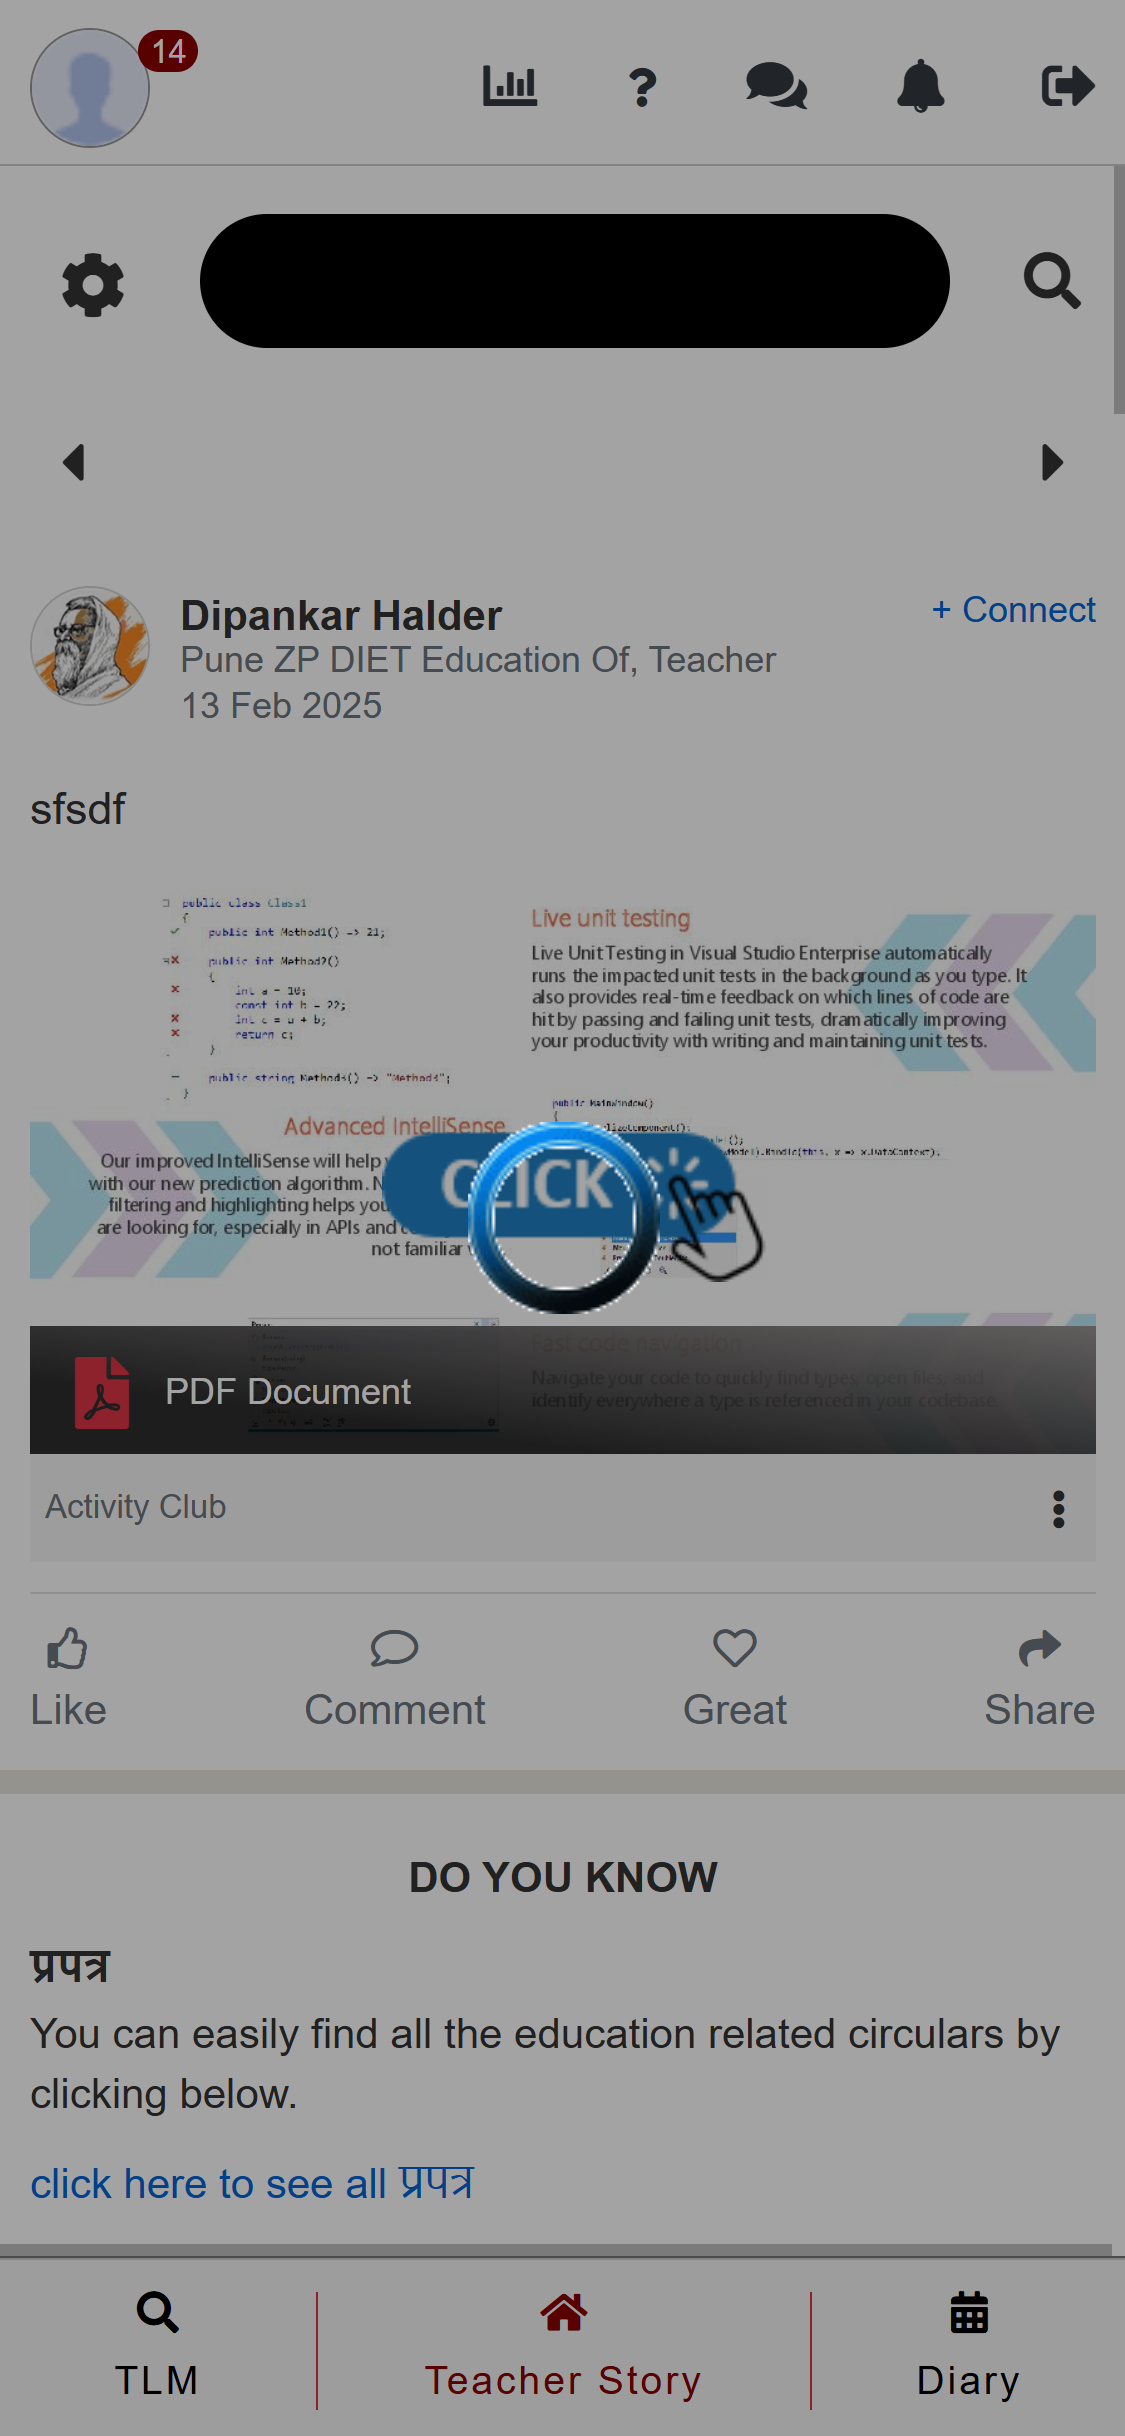 14
Dipankar Halder
+ Connect
Pune ZP DIET Education Of, Teacher
13 Feb 2025
sfsdf
public class Class1
{
public int Method1() => 21;
public int Method2()
{
int a = 10;
const int b = 22;
int c = a + b;
return c;
}
public string Method3() => "Method3";
}
Live unit testing
Live Unit Testing in Visual Studio Enterprise automatically
runs the impacted unit tests in the background as you type. It
also provides real-time feedback on which lines of code are
hit by passing and failing unit tests, dramatically improving
your productivity with writing and maintaining unit tests.
public MainWindow()
{
Advanced IntelliSense
Our improved IntelliSense will help
with our new prediction algorithm.
filtering and highlighting helps you
are looking for, especially in APIs and
not familiar
CLICK
Fast code navigation
Navigate your code to quickly find types, open files, and
identify everywhere a type is referenced in your codebase.
PDF Document
Activity Club
Like
Comment
Great
Share
DO YOU KNOW
प्रपत्र
You can easily find all the education related circulars by
clicking below.
click here to see all प्रपत्र
TLM
Teacher Story
Diary